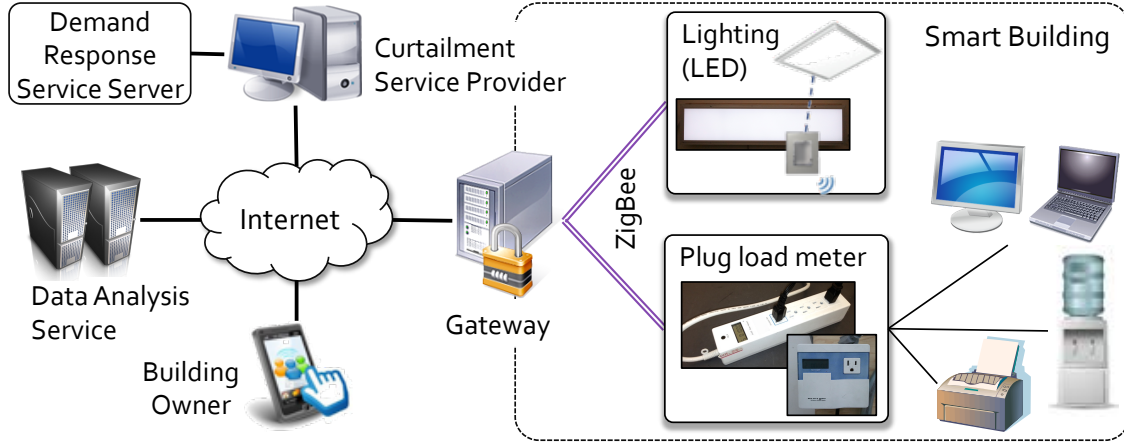 Demand
Response
Service Server
Curtailment
Service Provider
Lighting
(LED)
Smart Building
Internet
ZigBee
Data Analysis
Service
Gateway
Plug load meter
Building
Owner